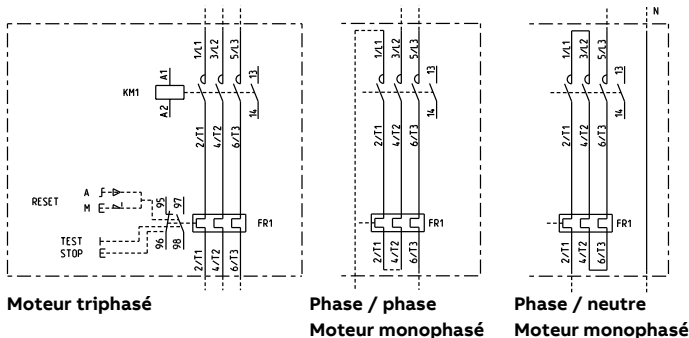 N
1/L1 3/L2 5/L3
1/L1 3/L2 5/L3
1/L1 3/L2 5/L3
KM1 A1 A2 13 14
13 14
13 14
2/T1 4/T2 6/T3
2/T1 4/T2 6/T3
2/T1 4/T2 6/T3
RESET A M
95 97
96 98
TEST
STOP
FR1
FR1
FR1
2/T1 4/T2 6/T3
2/T1 4/T2 6/T3
2/T1 4/T2 6/T3
Moteur triphasé
Phase / phase
Moteur monophasé
Phase / neutre
Moteur monophasé